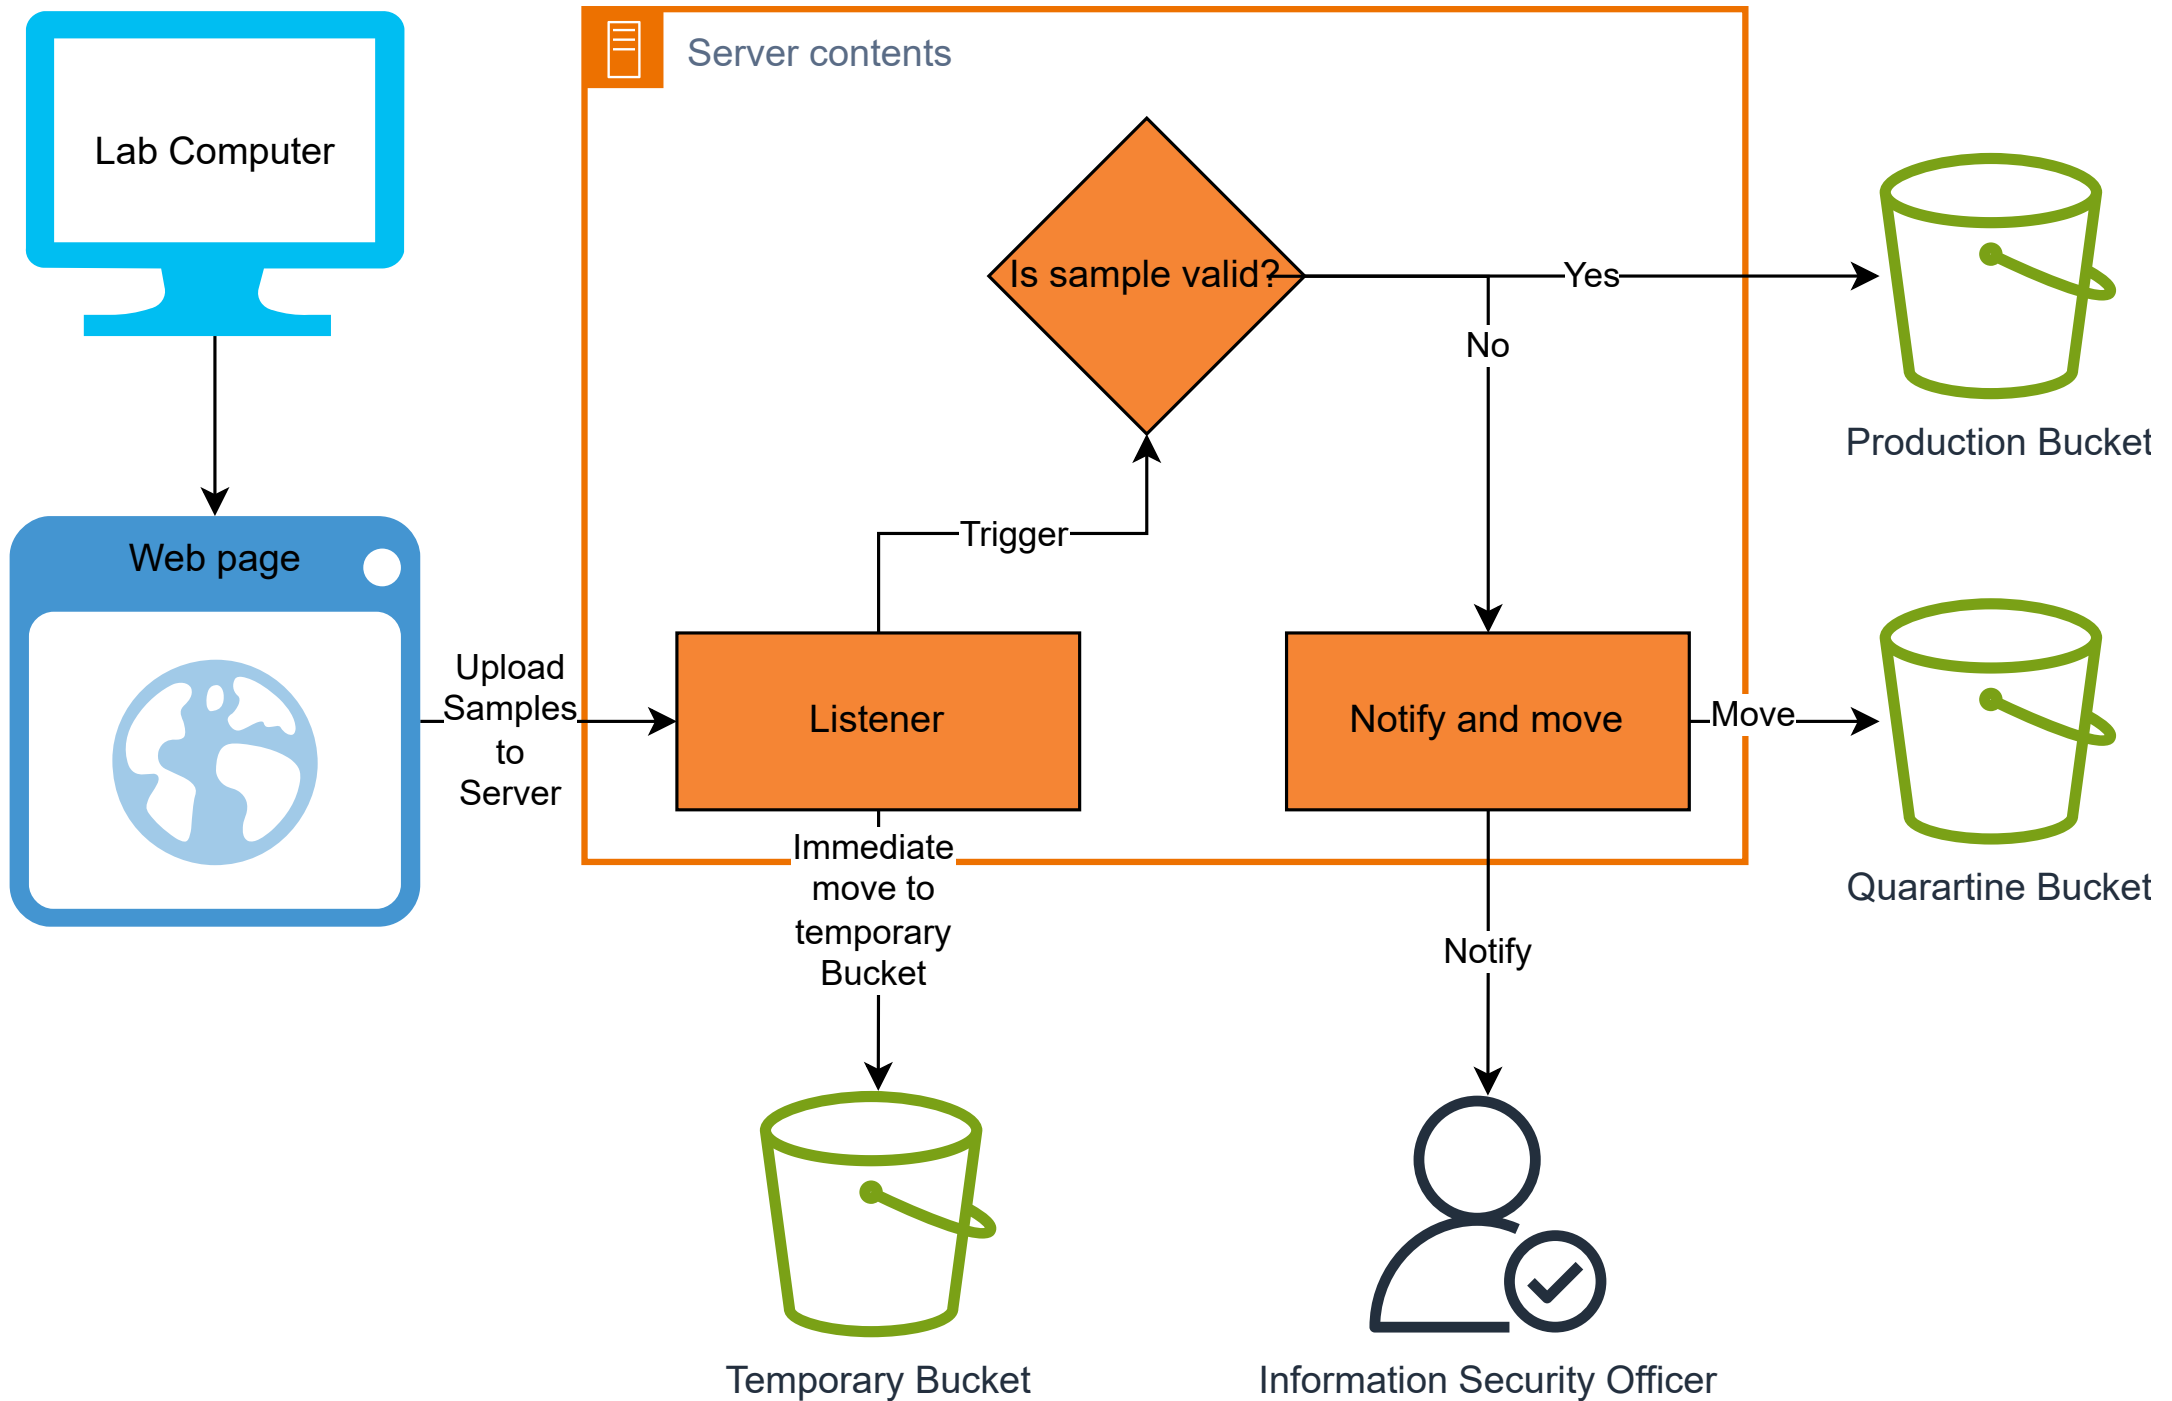 Server contents
Lab Computer
Is sample valid?
Yes
No
Production Bucket
Trigger
Web page
Upload
Samples
to
Server
Listener
Notify and move
Move
Quarartine Bucket
Immediate
move to
temporary
Bucket
Notify
Temporary Bucket
Information Security Officer